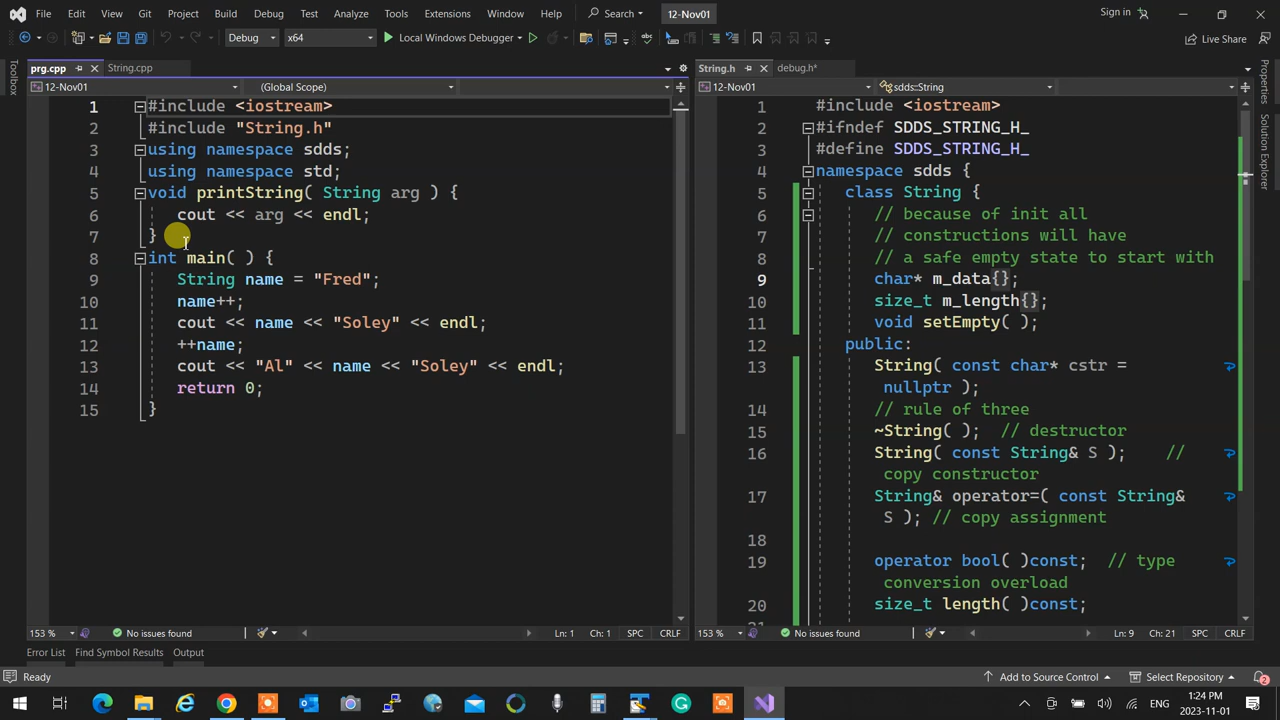 File Edit View Git Project Build Debug Test Analyze Tools Extensions Window Help Search 12-Nov01 Sign in
Debug x64 Local Windows Debugger Live Share
prg.cpp String.cpp
12-Nov01 (Global Scope)
1 #include <iostream>
2 #include "String.h"
3 using namespace sdds;
4 using namespace std;
5 void printString( String arg ) {
6 cout << arg << endl;
7 }
8 int main( ) {
9 String name = "Fred";
10 name++;
11 cout << name << "Soley" << endl;
12 ++name;
13 cout << "Al" << name << "Soley" << endl;
14 return 0;
15 }
153 % No issues found Ln: 1 Ch: 1 SPC CRLF
String.h debug.h*
12-Nov01 sdds::String
1 #include <iostream>
2 #ifndef SDDS_STRING_H_
3 #define SDDS_STRING_H_
4 namespace sdds {
5 class String {
6 // because of init all
7 // constructions will have
8 // a safe empty state to start with
9 char* m_data{};
10 size_t m_length{};
11 void setEmpty( );
12 public:
13 String( const char* cstr =
nullptr );
14 // rule of three
15 ~String( ); // destructor
16 String( const String& S ); //
copy constructor
17 String& operator=( const String&
S ); // copy assignment
18
19 operator bool( )const; // type
conversion overload
20 size_t length( )const;
153 % No issues found Ln: 9 Ch: 21 SPC CRLF
Toolbox
Properties
Solution Explorer
Error List Find Symbol Results Output
Ready Add to Source Control Select Repository 2
ENG 1:24 PM
2023-11-01